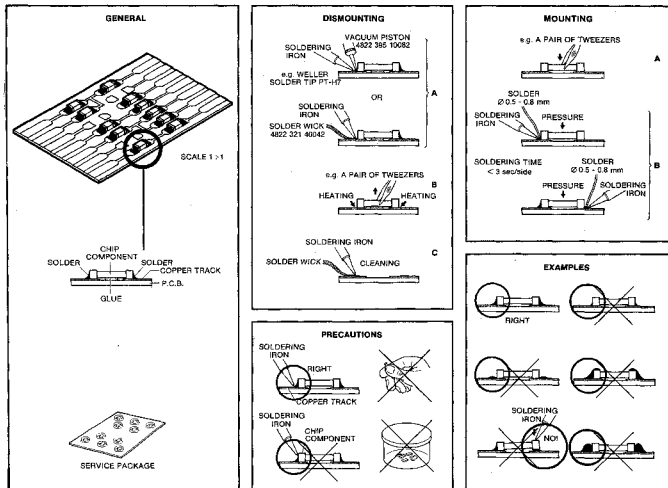 GENERAL
SCALE 1>1
CHIP
COMPONENT
SOLDER
SOLDER
COPPER TRACK
P.C.B.
GLUE
SERVICE PACKAGE
DISMOUNTING
VACUUM PISTON
4822 395 10082
SOLDERING
IRON
e.g. WELLER
SOLDER TIP PT-H7
OR
A
SOLDERING
IRON
SOLDER WICK
4822 321 40042
e.g. A PAIR OF TWEEZERS
B
HEATING
HEATING
C
SOLDERING IRON
SOLDER WICK
CLEANING
PRECAUTIONS
SOLDERING
IRON
RIGHT
COPPER TRACK
SOLDERING
IRON
CHIP
COMPONENT
MOUNTING
e.g. A PAIR OF TWEEZERS
A
SOLDER
Ø 0.5 - 0.8 mm
SOLDERING
IRON
PRESSURE
SOLDERING TIME
< 3 sec/side
SOLDER
Ø 0.5 - 0.8 mm
B
PRESSURE
SOLDERING
IRON
EXAMPLES
RIGHT
SOLDERING
IRON
NO!